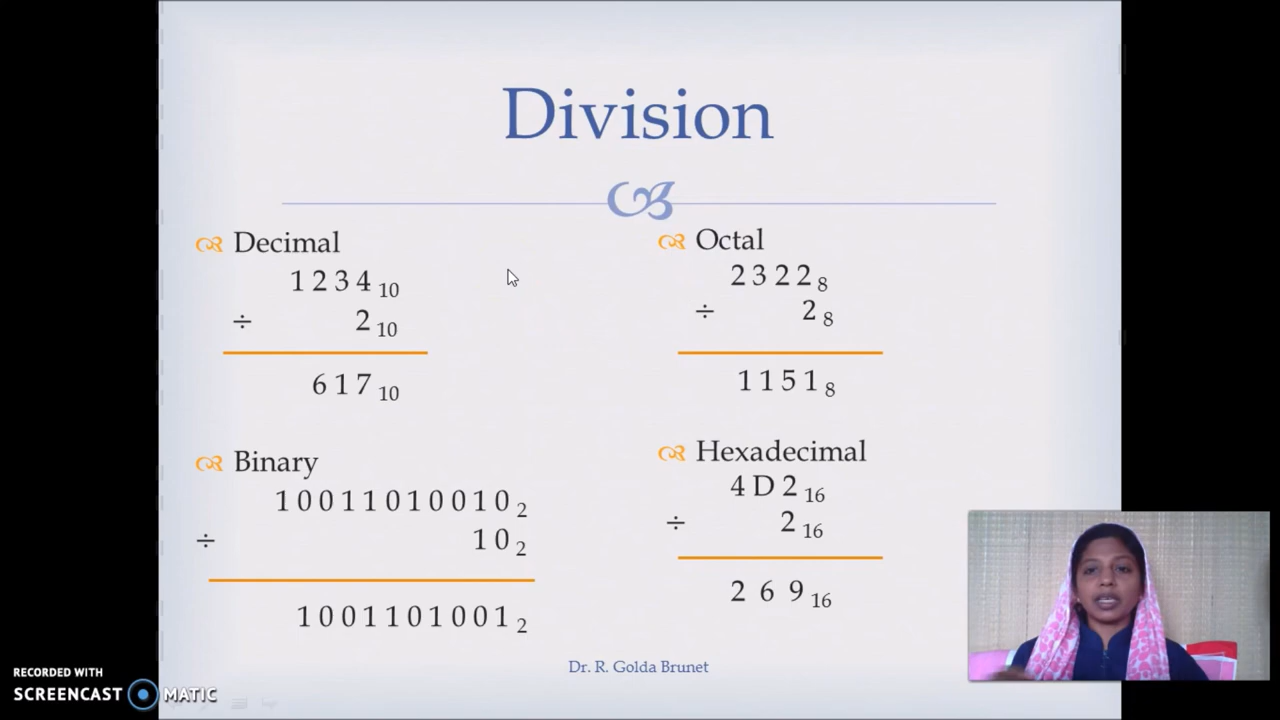 Division
Decimal
1 2 3 4 10
÷ 2 10
6 1 7 10
Binary
1 0 0 1 1 0 1 0 0 1 0 2
÷ 1 0 2
1 0 0 1 1 0 1 0 0 1 2
Octal
2 3 2 2 8
÷ 2 8
1 1 5 1 8
Hexadecimal
4 D 2 16
÷ 2 16
2 6 9 16
Dr. R. Golda Brunet
RECORDED WITH
SCREENCAST MATIC